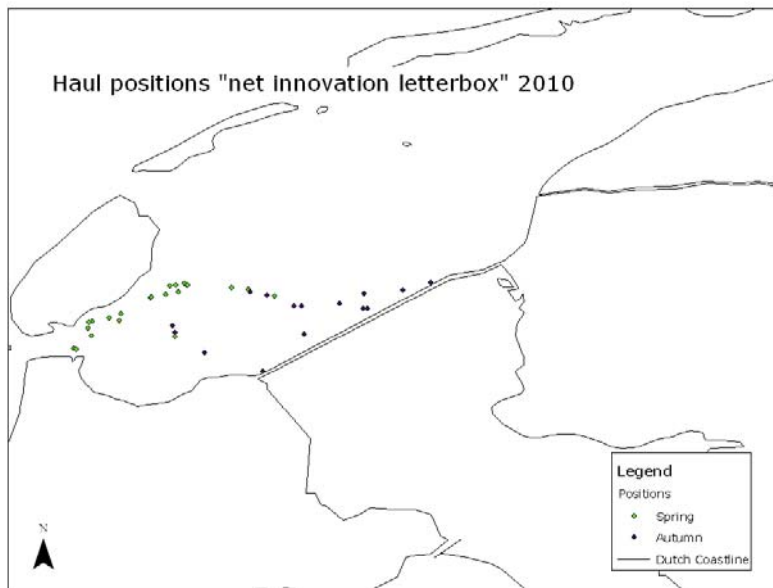 Haul positions "net innovation letterbox" 2010
Legend
Positions
Spring
Autumn
Dutch Coastline
N